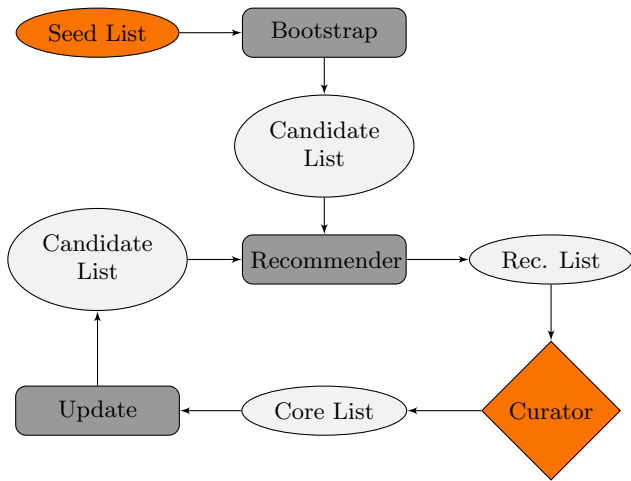 Seed List
Bootstrap
Candidate
List
Candidate
List
Recommender
Rec. List
Update
Core List
Curator